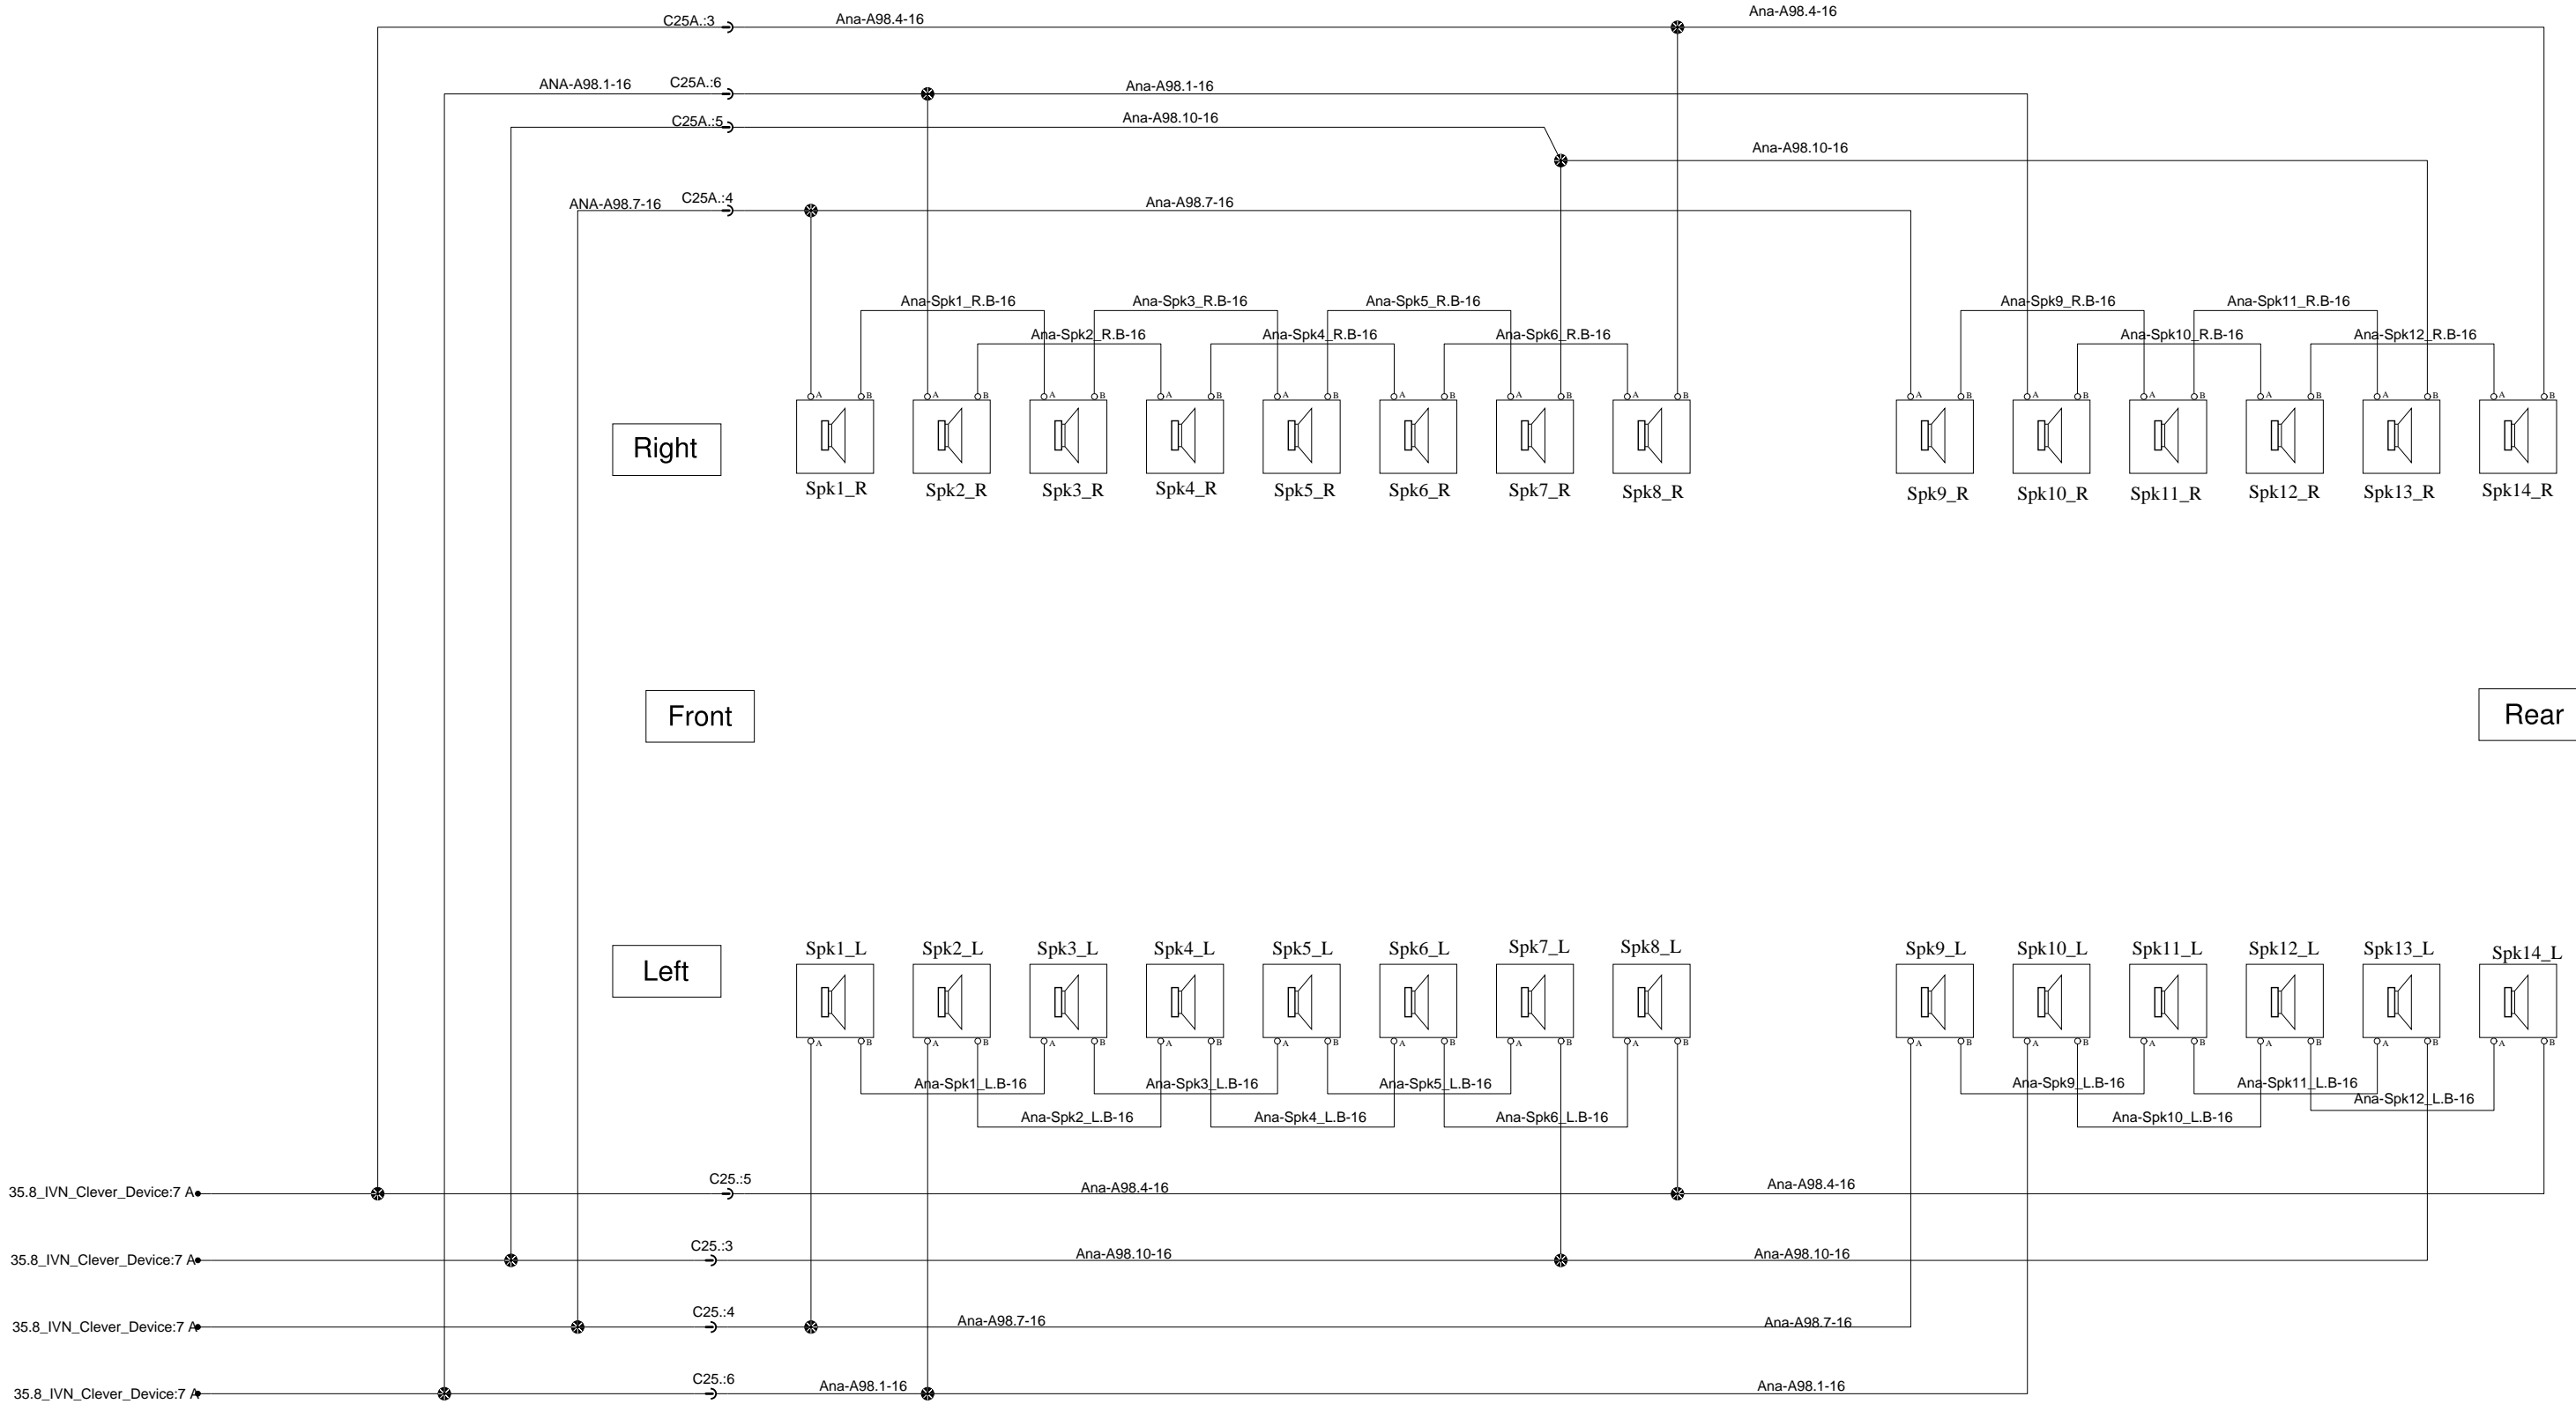 C25A.:3 Ana-A98.4-16 Ana-A98.4-16
ANA-A98.1-16 C25A.:6 Ana-A98.1-16
C25A.:5 Ana-A98.10-16
Ana-A98.10-16
ANA-A98.7-16 C25A.:4 Ana-A98.7-16
Ana-Spk1_R.B-16 Ana-Spk3_R.B-16 Ana-Spk5_R.B-16 Ana-Spk9_R.B-16 Ana-Spk11_R.B-16
Ana-Spk2_R.B-16 Ana-Spk4_R.B-16 Ana-Spk6_R.B-16 Ana-Spk10_R.B-16 Ana-Spk12_R.B-16
A B A B A B A B A B A B A B A B A B A B A B A B A B A B
Right
Spk1_R Spk2_R Spk3_R Spk4_R Spk5_R Spk6_R Spk7_R Spk8_R Spk9_R Spk10_R Spk11_R Spk12_R Spk13_R Spk14_R
Front Rear
Spk1_L Spk2_L Spk3_L Spk4_L Spk5_L Spk6_L Spk7_L Spk8_L Spk9_L Spk10_L Spk11_L Spk12_L Spk13_L Spk14_L
Left
A B A B A B A B A B A B A B A B A B A B A B A B A B A B
Ana-Spk1_L.B-16 Ana-Spk3_L.B-16 Ana-Spk5_L.B-16 Ana-Spk9_L.B-16 Ana-Spk11_L.B-16
Ana-Spk12_L.B-16
Ana-Spk2_L.B-16 Ana-Spk4_L.B-16 Ana-Spk6_L.B-16 Ana-Spk10_L.B-16
35.8_IVN_Clever_Device:7 A C25.:5 Ana-A98.4-16 Ana-A98.4-16
35.8_IVN_Clever_Device:7 A C25.:3 Ana-A98.10-16 Ana-A98.10-16
35.8_IVN_Clever_Device:7 A C25.:4 Ana-A98.7-16 Ana-A98.7-16
35.8_IVN_Clever_Device:7 A C25.:6 Ana-A98.1-16 Ana-A98.1-16